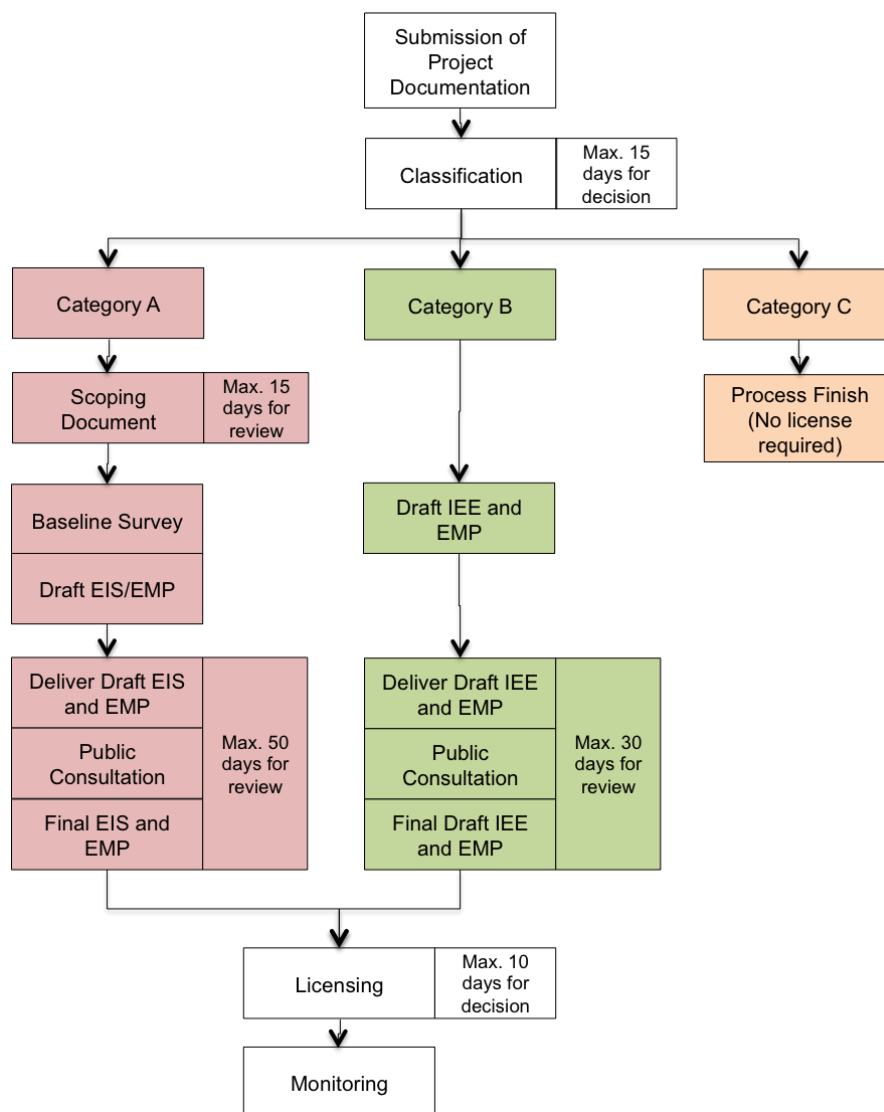 Submission of
Project
Documentation
Classification
Max. 15
days for
decision
Category A
Category B
Category C
Scoping
Document
Max. 15
days for
review
Process Finish
(No license
required)
Baseline Survey
Draft EIS/EMP
Draft IEE and
EMP
Deliver Draft EIS
and EMP
Public
Consultation
Final EIS and
EMP
Max. 50
days for
review
Deliver Draft IEE
and EMP
Public
Consultation
Final Draft IEE
and EMP
Max. 30
days for
review
Licensing
Max. 10
days for
decision
Monitoring